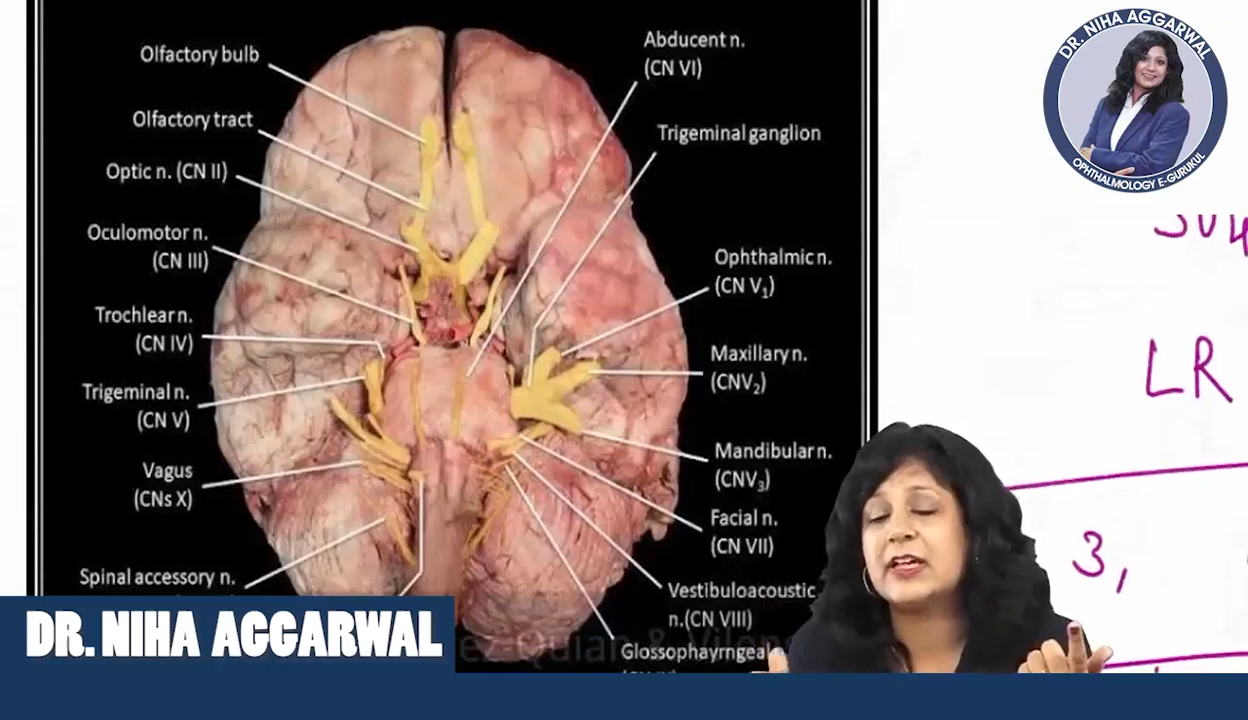 Olfactory bulb
Olfactory tract
Optic n. (CN II)
Oculomotor n.
(CN III)
Trochlear n.
(CN IV)
Trigeminal n.
(CN V)
Vagus
(CNs X)
Spinal accessory n.
Abducent n.
(CN VI)
Trigeminal ganglion
Ophthalmic n.
(CN V₁)
Maxillary n.
(CNV₂)
Mandibular n.
(CNV₃)
Facial n.
(CN VII)
Vestibuloacoustic
n.(CN VIII)
Glossophayrngeal
DR. NIHA AGGARWAL
OPHTHALMOLOGY E-GURUKUL
LR
3,
DR. NIHA AGGARWAL